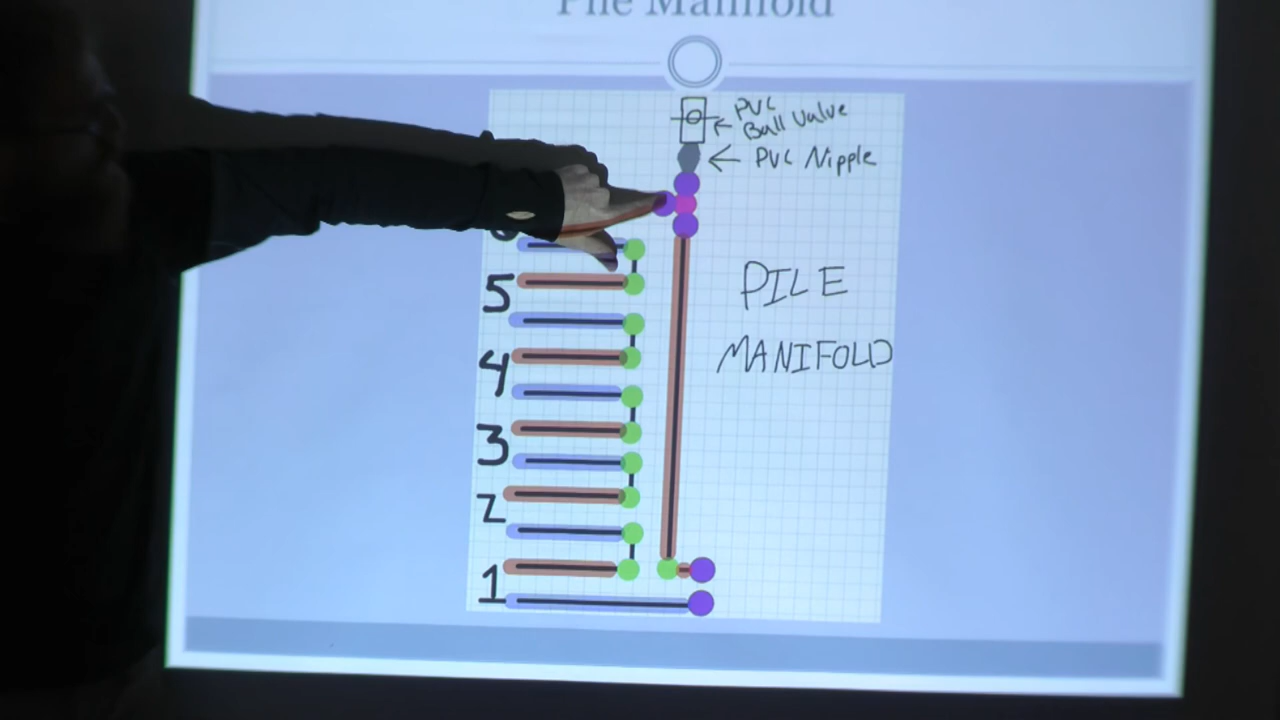 Pile Manifold
PVC
Ball Valve
PVC Nipple
5
PILE
4
MANIFOLD
3
2
1